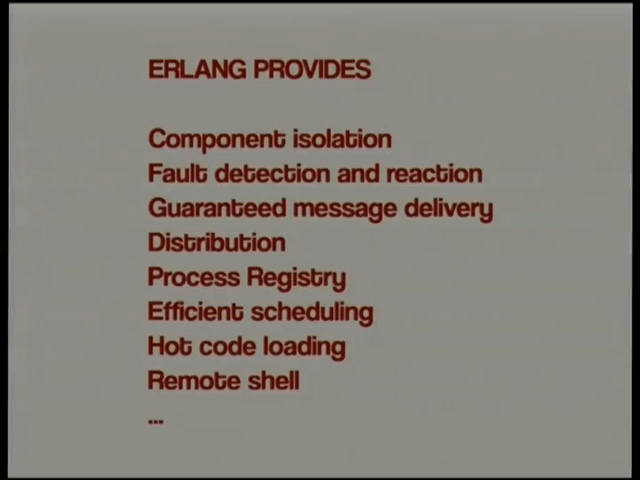 ERLANG PROVIDES
Component isolation
Fault detection and reaction
Guaranteed message delivery
Distribution
Process Registry
Efficient scheduling
Hot code loading
Remote shell
...